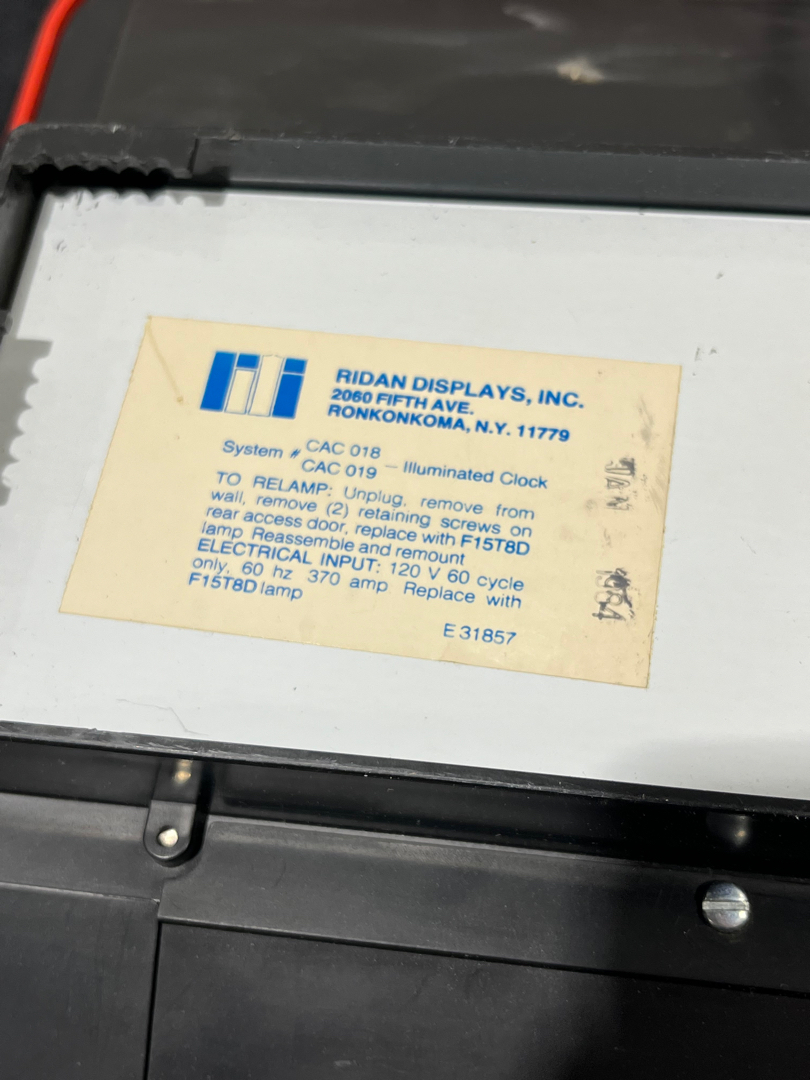 RIDAN DISPLAYS, INC.
2060 FIFTH AVE.
RONKONKOMA, N.Y. 11779
System # CAC 018
CAC 019 – Illuminated Clock
TO RELAMP: Unplug, remove from
wall, remove (2) retaining screws on
rear access door, replace with F15T8D
lamp Reassemble and remount
ELECTRICAL INPUT: 120 V 60 cycle
only, 60 hz 370 amp Replace with
F15T8D lamp
E 31857
JAN 1984